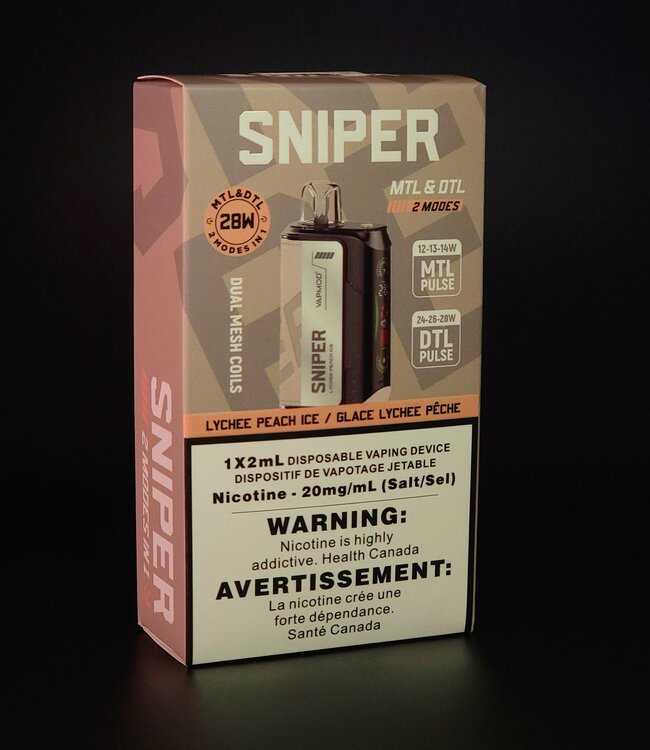 SNIPER
MTL & DTL
2 MODES
MTL&DTL
28W
2 MODES IN 1
12-13-14W
MTL
PULSE
24-26-28W
DTL
PULSE
DUAL MESH COILS
VAPMOD
SNIPER
LYCHEE PEACH ICE
LYCHEE PEACH ICE / GLACE LYCHEE PÊCHE
1X2mL DISPOSABLE VAPING DEVICE
DISPOSITIF DE VAPOTAGE JETABLE
Nicotine - 20mg/mL (Salt/Sel)
WARNING:
Nicotine is highly
addictive. Health Canada
AVERTISSEMENT:
La nicotine crée une
forte dépendance.
Santé Canada
SNIPER
2 MODES IN 1